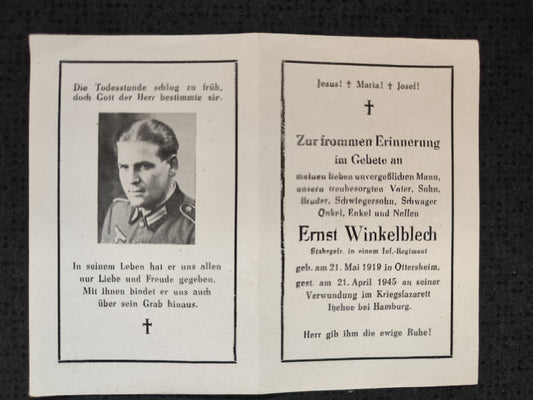 Die Todesstunde schlug zu früh,
doch Gott der Herr bestimmte sie.
In seinem Leben hat er uns allen
nur Liebe und Freude gegeben.
Mit ihnen bindet er uns auch
über sein Grab hinaus.
Jesus! † Maria! † Josef!
Zur frommen Erinnerung
im Gebete an
meinen lieben unvergeßlichen Mann,
unsern treubesorgten Vater, Sohn,
Bruder, Schwiegersohn, Schwager
Onkel, Enkel und Neffen
Ernst Winkelblech
Stabsgefr. in einem Inf.-Regiment
geb. am 21. Mai 1919 in Ottersheim,
gest. am 21. April 1945 an seiner
Verwundung im Kriegslazarett
Itzehoe bei Hamburg.
Herr gib ihm die ewige Ruhe!